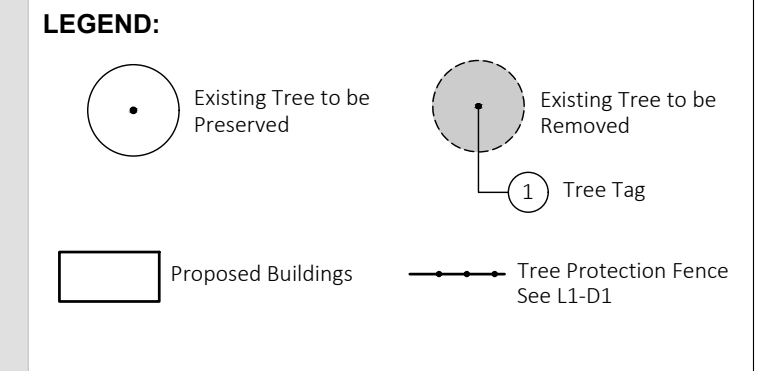 LEGEND:
Existing Tree to be
Preserved
Existing Tree to be
Removed
1
Tree Tag
Proposed Buildings
Tree Protection Fence
See L1-D1